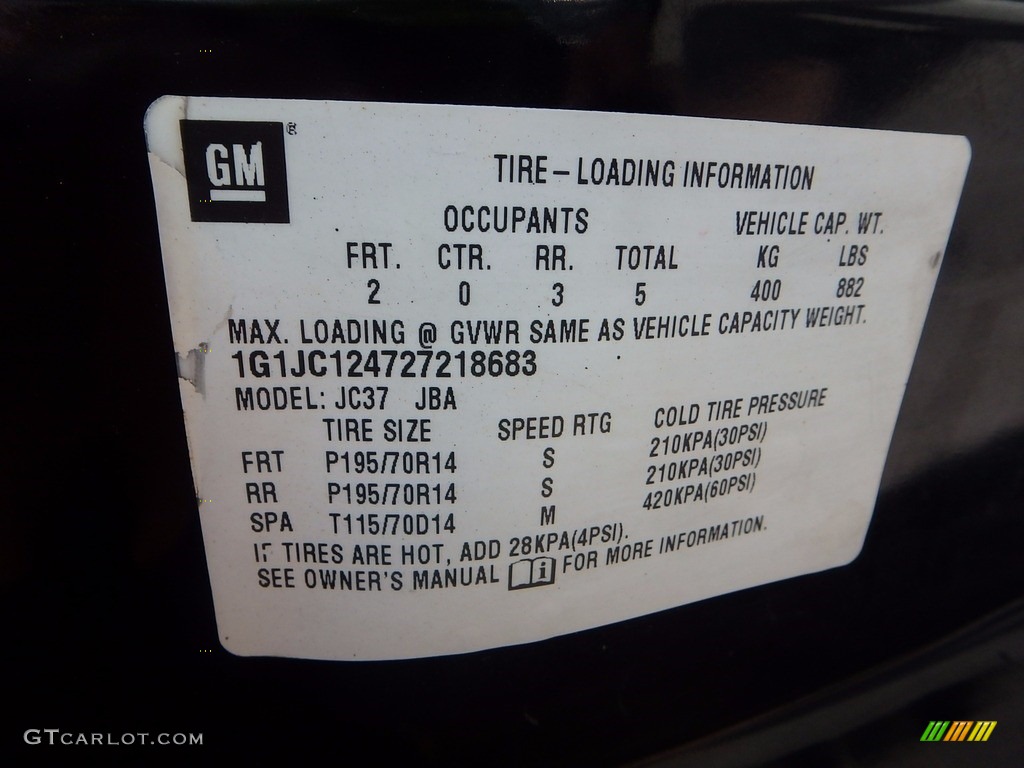 GM ®
TIRE – LOADING INFORMATION
OCCUPANTS VEHICLE CAP. WT.
FRT. CTR. RR. TOTAL KG LBS
2 0 3 5 400 882
MAX. LOADING @ GVWR SAME AS VEHICLE CAPACITY WEIGHT.
1G1JC124727218683
MODEL: JC37 JBA
TIRE SIZE SPEED RTG COLD TIRE PRESSURE
FRT P195/70R14 S 210KPA(30PSI)
RR P195/70R14 S 210KPA(30PSI)
SPA T115/70D14 M 420KPA(60PSI)
IF TIRES ARE HOT, ADD 28KPA(4PSI).
SEE OWNER'S MANUAL i FOR MORE INFORMATION.
GTCARLOT.COM